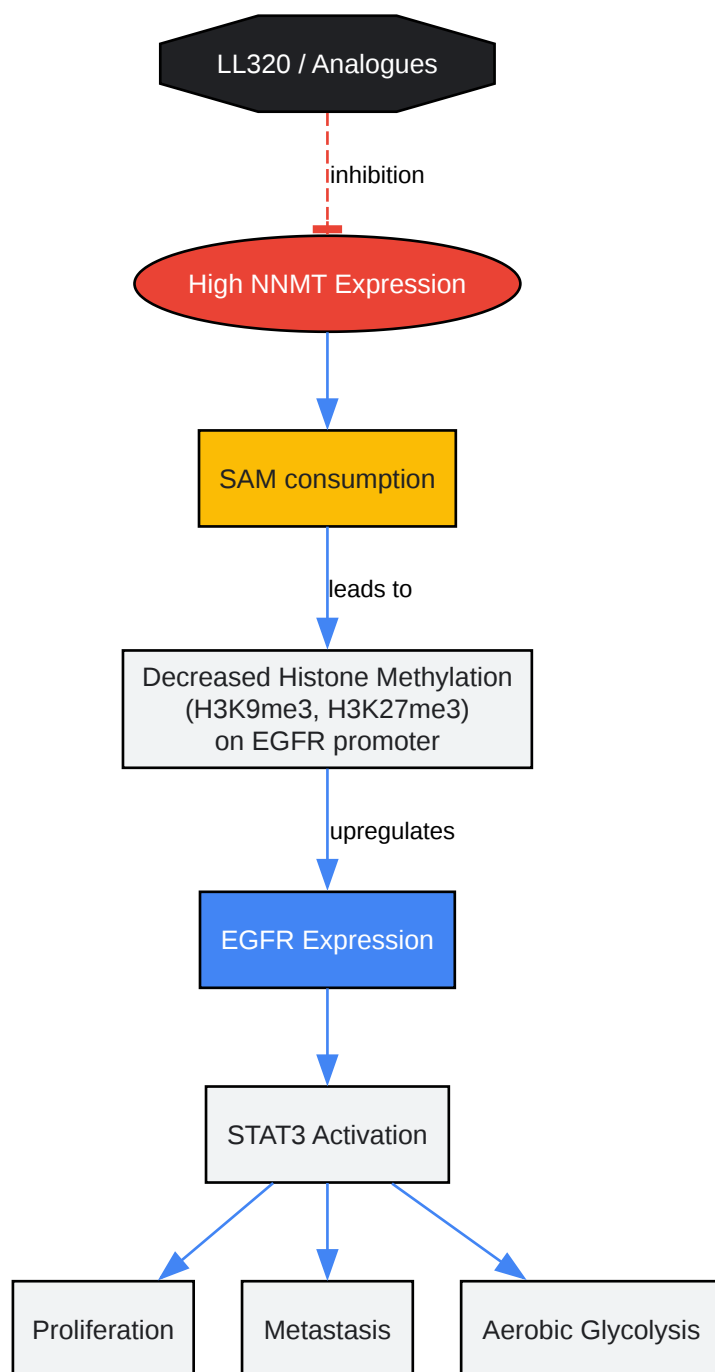 LL320 / Analogues
inhibition
High NNMT Expression
SAM consumption
leads to
Decreased Histone Methylation
(H3K9me3, H3K27me3)
on EGFR promoter
upregulates
EGFR Expression
STAT3 Activation
Proliferation
Metastasis
Aerobic Glycolysis